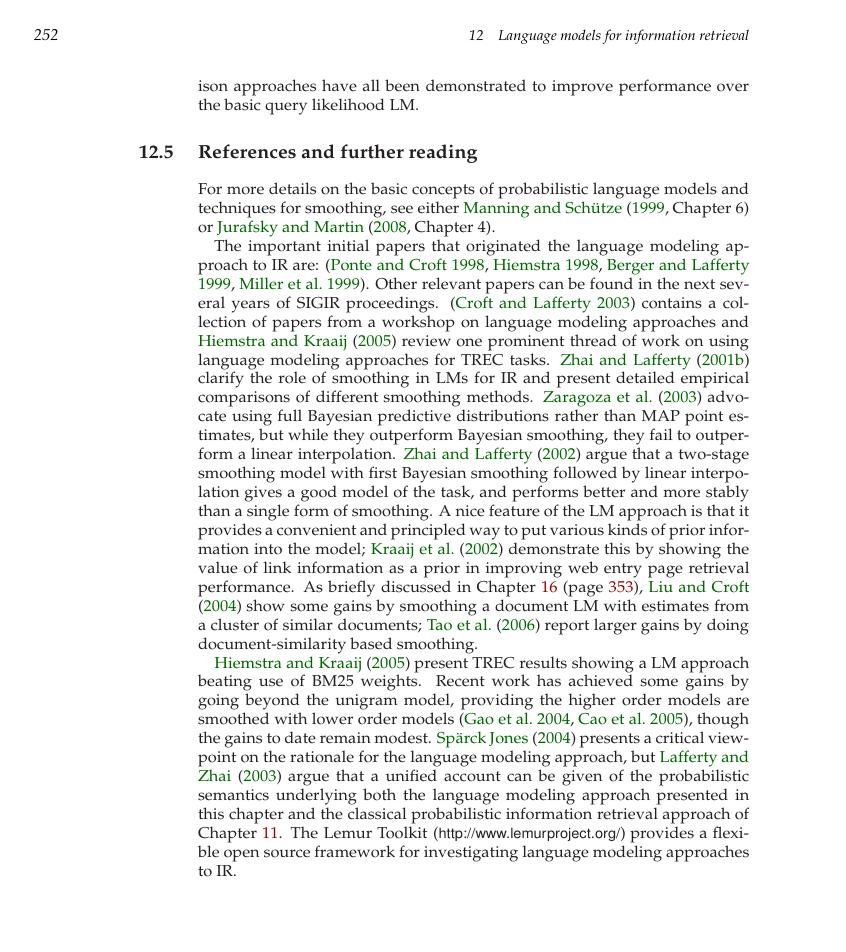 252
12 Language models for information retrieval
ison approaches have all been demonstrated to improve performance over
the basic query likelihood LM.
12.5 References and further reading
For more details on the basic concepts of probabilistic language models and
techniques for smoothing, see either Manning and Schütze (1999, Chapter 6)
or Jurafsky and Martin (2008, Chapter 4).
The important initial papers that originated the language modeling ap-
proach to IR are: (Ponte and Croft 1998, Hiemstra 1998, Berger and Lafferty
1999, Miller et al. 1999). Other relevant papers can be found in the next sev-
eral years of SIGIR proceedings. (Croft and Lafferty 2003) contains a col-
lection of papers from a workshop on language modeling approaches and
Hiemstra and Kraaij (2005) review one prominent thread of work on using
language modeling approaches for TREC tasks. Zhai and Lafferty (2001b)
clarify the role of smoothing in LMs for IR and present detailed empirical
comparisons of different smoothing methods. Zaragoza et al. (2003) advo-
cate using full Bayesian predictive distributions rather than MAP point es-
timates, but while they outperform Bayesian smoothing, they fail to outper-
form a linear interpolation. Zhai and Lafferty (2002) argue that a two-stage
smoothing model with first Bayesian smoothing followed by linear interpo-
lation gives a good model of the task, and performs better and more stably
than a single form of smoothing. A nice feature of the LM approach is that it
provides a convenient and principled way to put various kinds of prior infor-
mation into the model; Kraaij et al. (2002) demonstrate this by showing the
value of link information as a prior in improving web entry page retrieval
performance. As briefly discussed in Chapter 16 (page 353), Liu and Croft
(2004) show some gains by smoothing a document LM with estimates from
a cluster of similar documents; Tao et al. (2006) report larger gains by doing
document-similarity based smoothing.
Hiemstra and Kraaij (2005) present TREC results showing a LM approach
beating use of BM25 weights. Recent work has achieved some gains by
going beyond the unigram model, providing the higher order models are
smoothed with lower order models (Gao et al. 2004, Cao et al. 2005), though
the gains to date remain modest. Spärck Jones (2004) presents a critical view-
point on the rationale for the language modeling approach, but Lafferty and
Zhai (2003) argue that a unified account can be given of the probabilistic
semantics underlying both the language modeling approach presented in
this chapter and the classical probabilistic information retrieval approach of
Chapter 11. The Lemur Toolkit (http://www.lemurproject.org/) provides a flexi-
ble open source framework for investigating language modeling approaches
to IR.